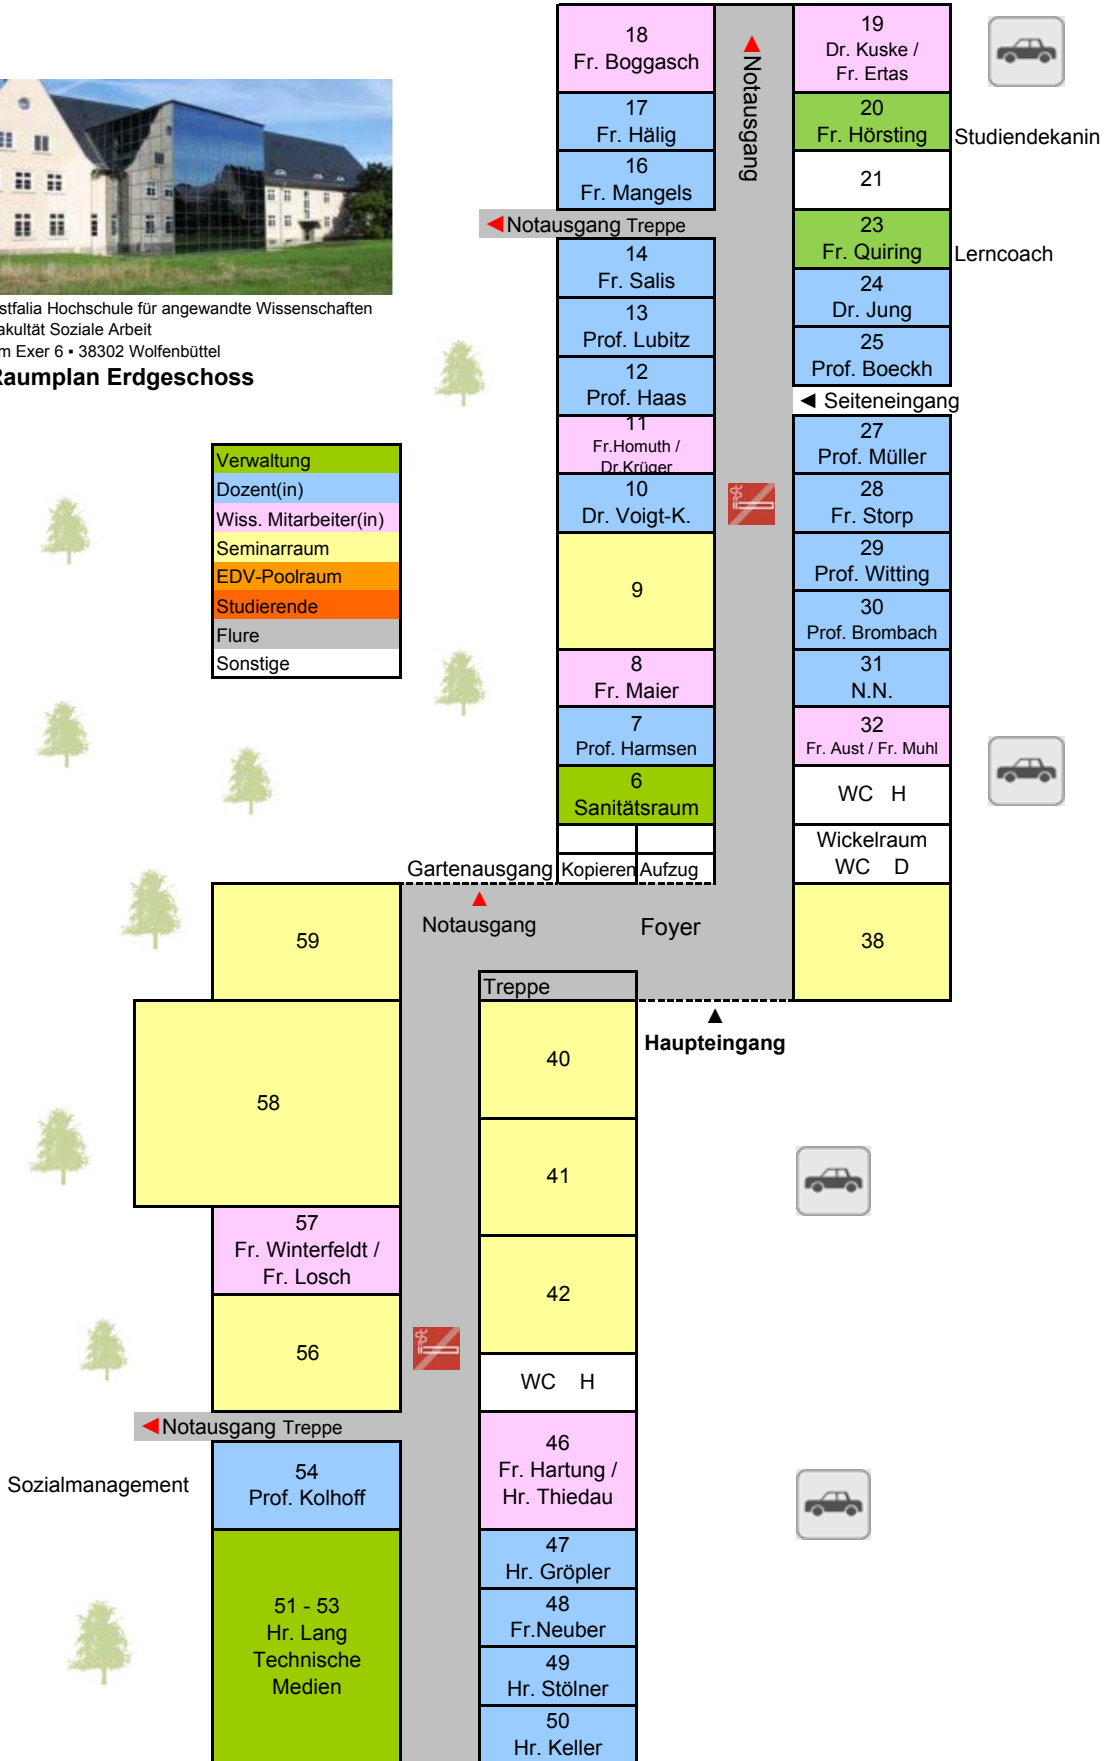 18
Fr. Boggasch
17
Fr. Hälig
16
Fr. Mangels
Notausgang
19
Dr. Kuske /
Fr. Ertas
20
Fr. Hörsting
Studiendekanin
21
Notausgang Treppe
23
Fr. Quiring
Lerncoach
14
Fr. Salis
24
Dr. Jung
13
Prof. Lubitz
25
Prof. Boeckh
12
Prof. Haas
Seiteneingang
stfalia Hochschule für angewandte Wissenschaften
akultät Soziale Arbeit
m Exer 6 ▪ 38302 Wolfenbüttel
Raumplan Erdgeschoss
11
Fr.Homuth /
Dr.Krüger
27
Prof. Müller
Verwaltung
Dozent(in)
Wiss. Mitarbeiter(in)
Seminarraum
EDV-Poolraum
Studierende
Flure
Sonstige
10
Dr. Voigt-K.
28
Fr. Storp
9
29
Prof. Witting
30
Prof. Brombach
8
Fr. Maier
31
N.N.
7
Prof. Harmsen
32
Fr. Aust / Fr. Muhl
6
Sanitätsraum
WC H
Wickelraum
WC D
Gartenausgang
Kopieren
Aufzug
Notausgang
Foyer
59
38
Treppe
Haupteingang
40
58
41
57
Fr. Winterfeldt /
Fr. Losch
42
56
WC H
Notausgang Treppe
46
Fr. Hartung /
Hr. Thiedau
Sozialmanagement
54
Prof. Kolhoff
47
Hr. Gröpler
51 - 53
Hr. Lang
Technische
Medien
48
Fr.Neuber
49
Hr. Stölner
50
Hr. Keller